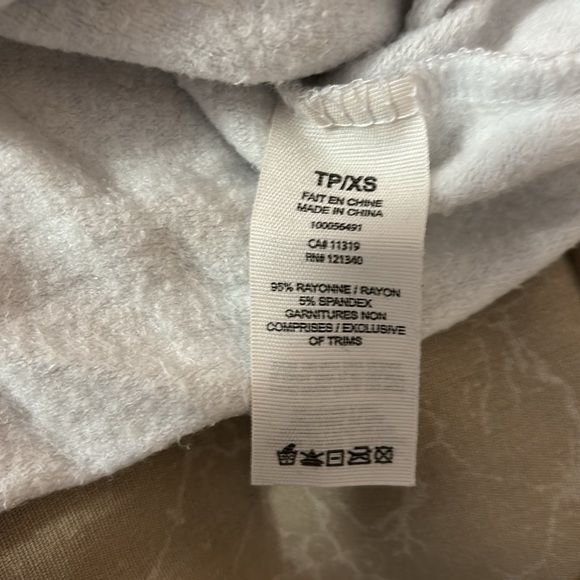 TP/XS
FAIT EN CHINE
MADE IN CHINA
100056491
CA# 11319
RN# 121340
95% RAYONNE / RAYON
5% SPANDEX
GARNITURES NON
COMPRISES / EXCLUSIVE
OF TRIMS